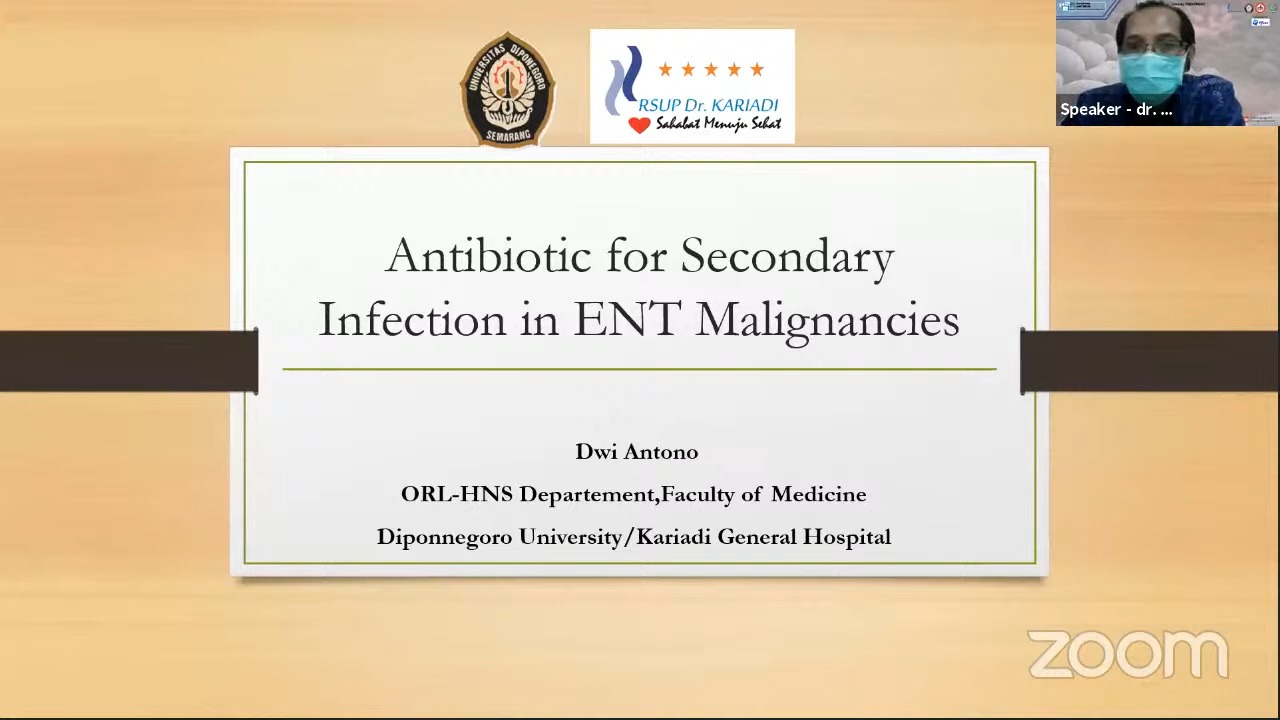 UNIVERSITAS DIPONEGORO
SEMARANG
RSUP Dr. KARIADI
Sahabat Menuju Sehat
Speaker - dr. ...
Antibiotic for Secondary
Infection in ENT Malignancies
Dwi Antono
ORL-HNS Departement,Faculty of Medicine
Diponnegoro University/Kariadi General Hospital
zoom